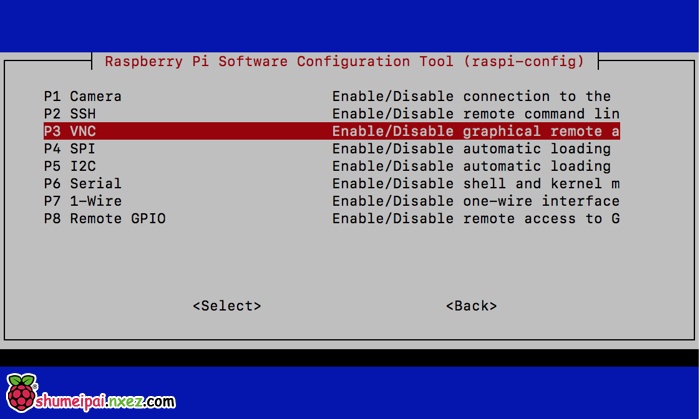 Raspberry Pi Software Configuration Tool (raspi-config)
P1 Camera Enable/Disable connection to the
P2 SSH Enable/Disable remote command lin
P3 VNC Enable/Disable graphical remote a
P4 SPI Enable/Disable automatic loading
P5 I2C Enable/Disable automatic loading
P6 Serial Enable/Disable shell and kernel m
P7 1-Wire Enable/Disable one-wire interface
P8 Remote GPIO Enable/Disable remote access to G
<Select> <Back>
shumeipai.nxez.com